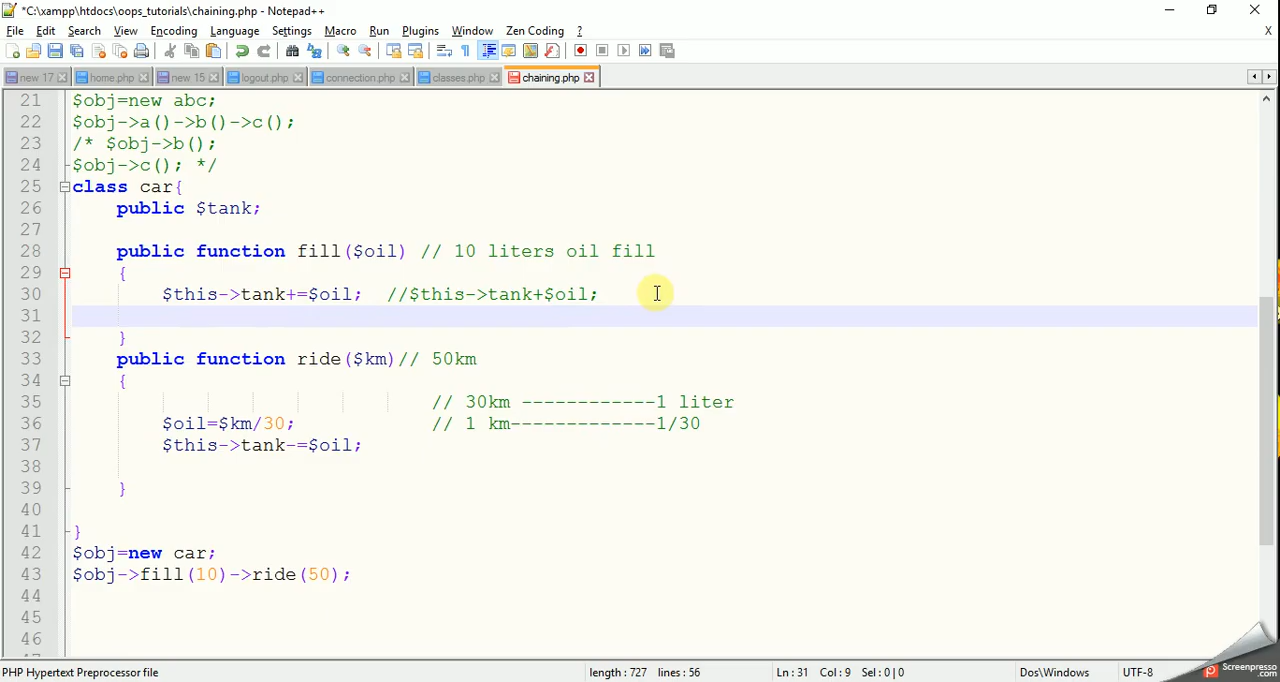 *C:\xampp\htdocs\oops_tutorials\chaining.php - Notepad++
File Edit Search View Encoding Language Settings Macro Run Plugins Window Zen Coding ? X
new 17 home.php new 15 logout.php connection.php classes.php chaining.php
21 $obj=new abc;
22 $obj->a()->b()->c();
23 /* $obj->b();
24 $obj->c(); */
25 class car{
26 public $tank;
27
28 public function fill($oil) // 10 liters oil fill
29 {
30 $this->tank+=$oil; //$this->tank+$oil;
31
32 }
33 public function ride($km)// 50km
34 {
35 // 30km ------------1 liter
36 $oil=$km/30; // 1 km-------------1/30
37 $this->tank-=$oil;
38
39 }
40
41 }
42 $obj=new car;
43 $obj->fill(10)->ride(50);
44
45
46
PHP Hypertext Preprocessor file length : 727 lines : 56 Ln : 31 Col : 9 Sel : 0 | 0 Dos\Windows UTF-8
Screenpresso
.com